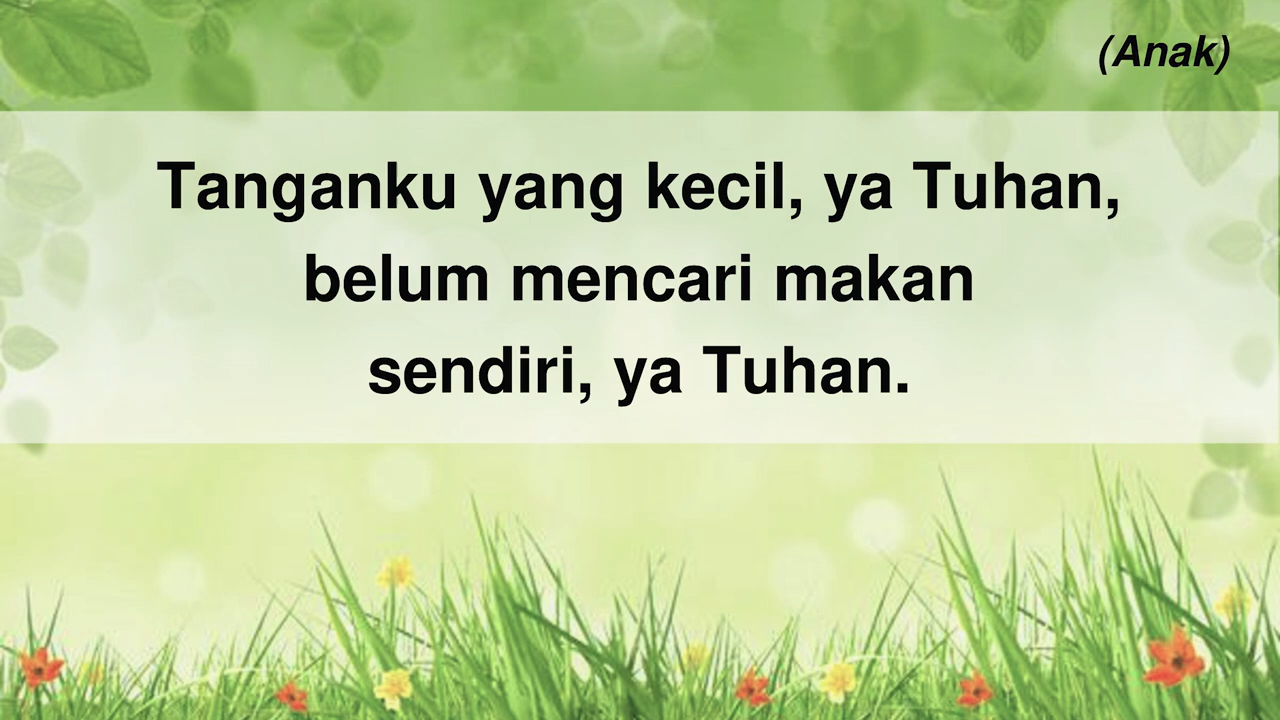 (Anak)
Tanganku yang kecil, ya Tuhan,
belum mencari makan
sendiri, ya Tuhan.